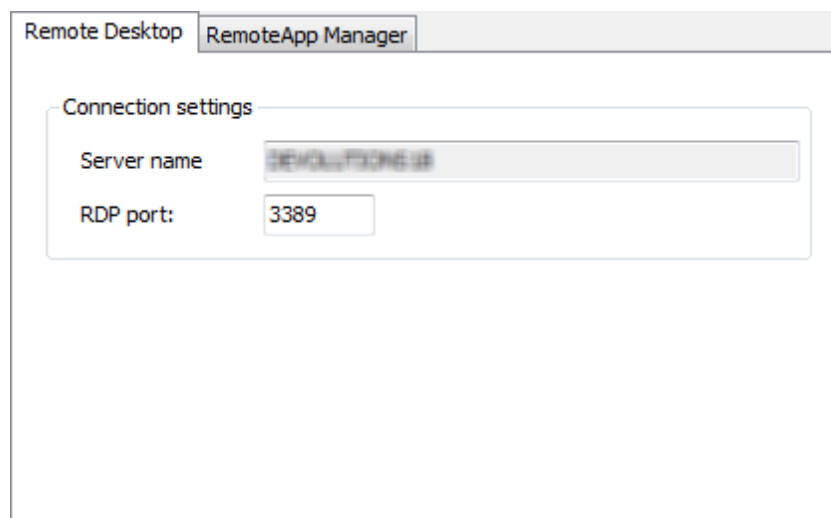 Remote Desktop
RemoteApp Manager
Connection settings
Server name
RDP port:
3389